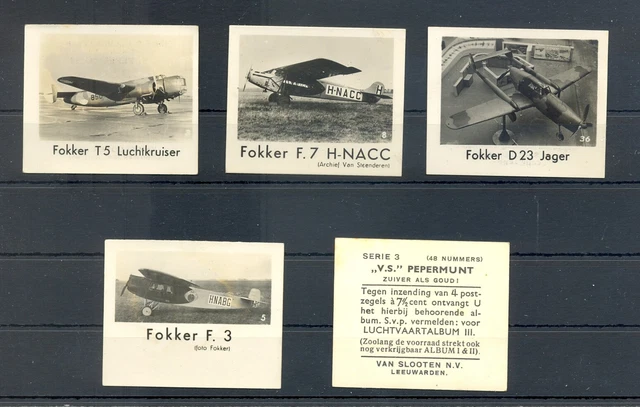 8
Fokker T5 Luchtkruiser
H-NACC
8
Fokker F.7 H-NACC
(Archief Van Steenderen)
36
Fokker D23 Jager
HNABG
5
Fokker F. 3
(foto Fokker)
SERIE 3 (48 NUMMERS)
„V.S.” PEPERMUNT
ZUIVER ALS GOUD!
Tegen inzending van 4 post-
zegels à 7½ cent ontvangt U
het hierbij behoorende al-
bum. S.v.p. vermelden: voor
LUCHTVAARTALBUM III.
(Zoolang de voorraad strekt ook
nog verkrijgbaar ALBUM I & II).
VAN SLOOTEN N.V.
LEEUWARDEN.